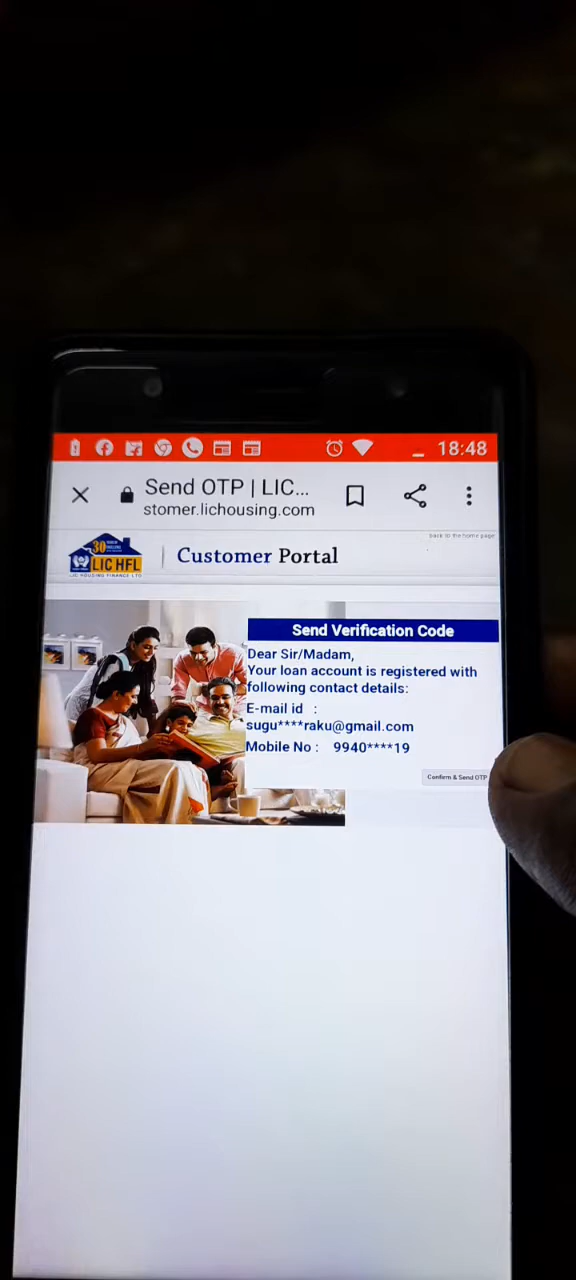 18:48
Send OTP | LIC...
stomer.lichousing.com
back to the home page
30
LIC HFL
LIC HOUSING FINANCE LTD
Customer Portal
Send Verification Code
Dear Sir/Madam,
Your loan account is registered with
following contact details:
E-mail id :
sugu****raku@gmail.com
Mobile No : 9940****19
Confirm & Send OTP